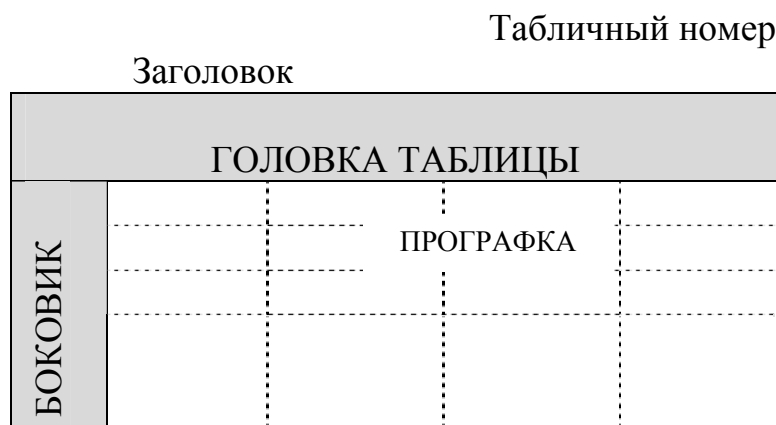 Табличный номер
Заголовок
ГОЛОВКА ТАБЛИЦЫ
ПРОГРАФКА
БОКОВИК